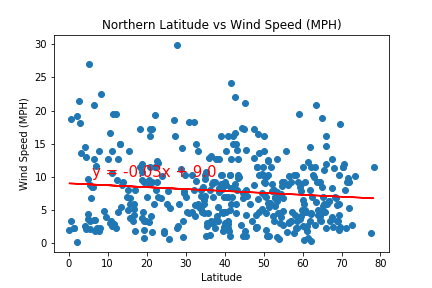 Northern Latitude vs Wind Speed (MPH)
30
25
20
15
10
5
0
Wind Speed (MPH)
y = -0.03x + 9.0
0 10 20 30 40 50 60 70 80
Latitude